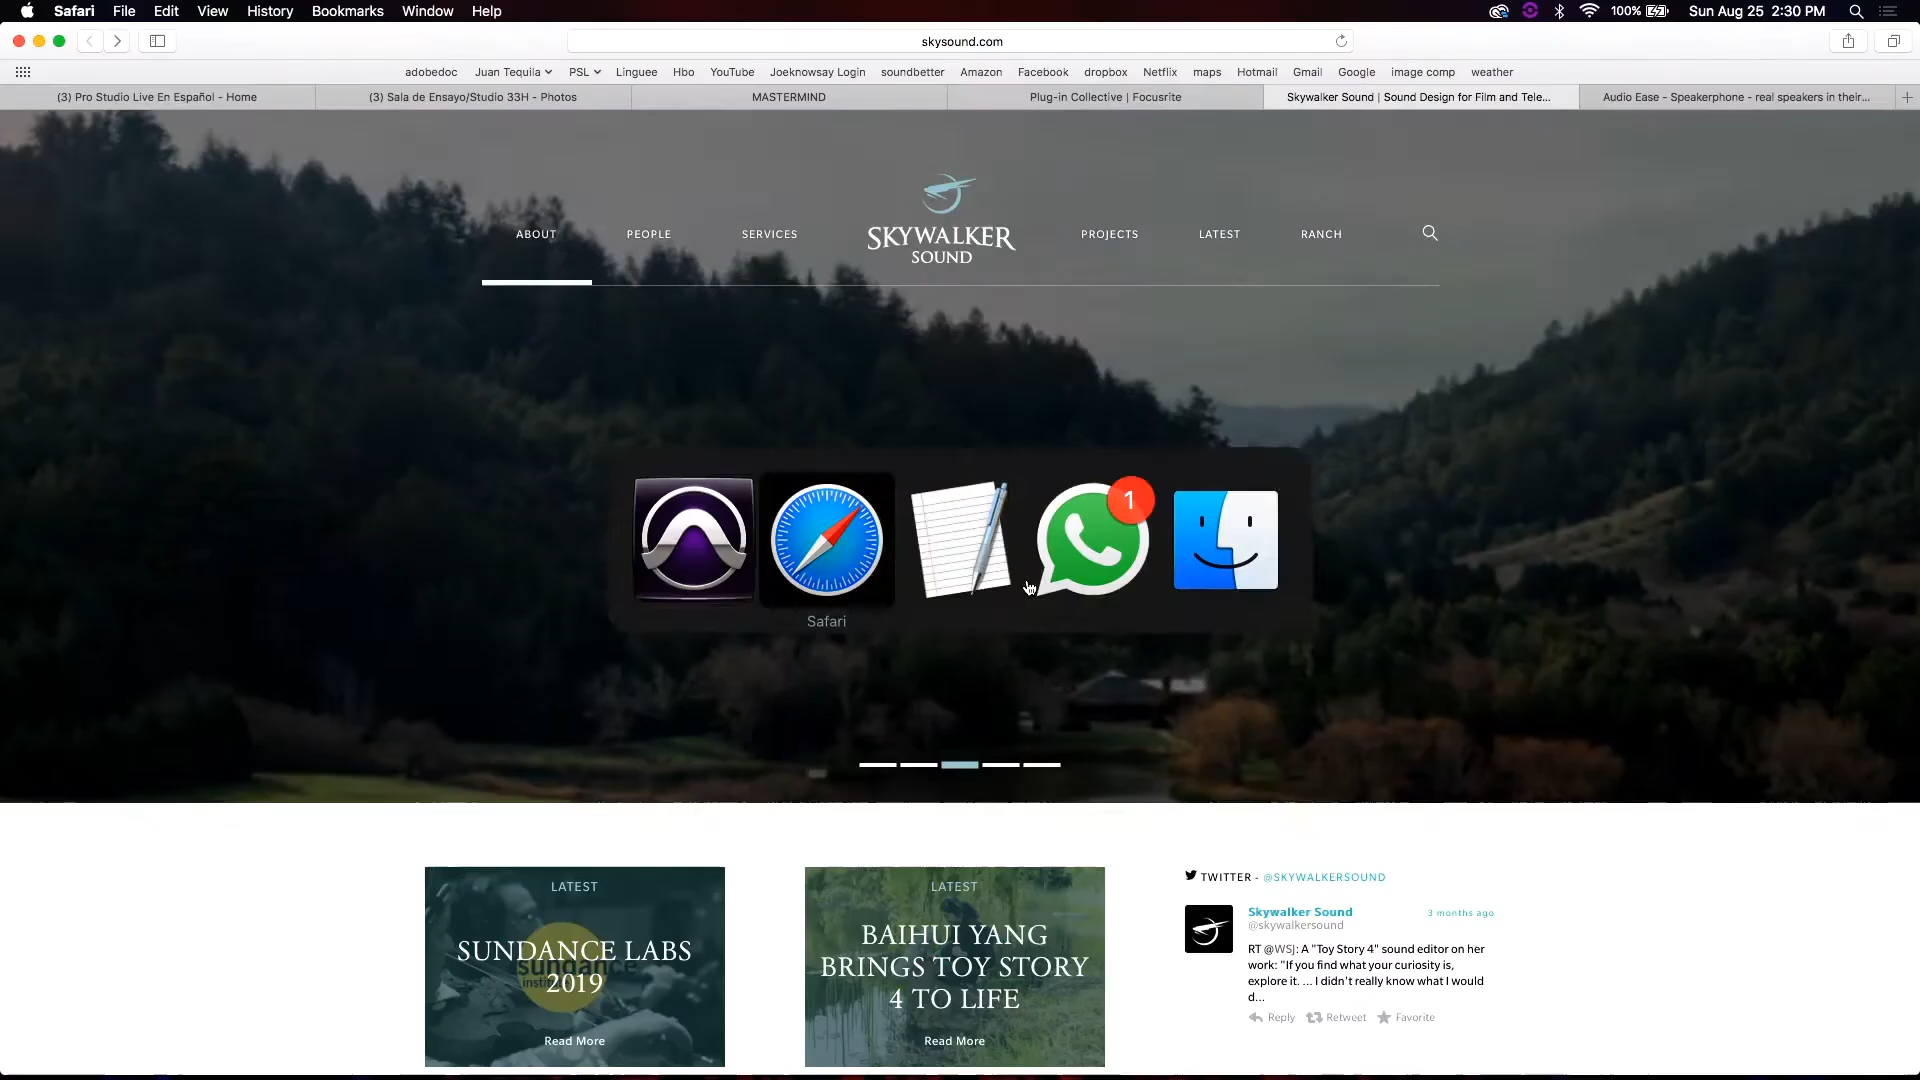 Safari File Edit View History Bookmarks Window Help 100% Sun Aug 25 2:30 PM
skysound.com
adobedoc Juan Tequila PSL Linguee Hbo YouTube Joeknowsay Login soundbetter Amazon Facebook dropbox Netflix maps Hotmail Gmail Google image comp weather
(3) Pro Studio Live En Español - Home (3) Sala de Ensayo/Studio 33H - Photos MASTERMIND Plug-in Collective | Focusrite Skywalker Sound | Sound Design for Film and Tele... Audio Ease - Speakerphone - real speakers in their...
ABOUT PEOPLE SERVICES SKYWALKER SOUND PROJECTS LATEST RANCH
1
Safari
LATEST
SUNDANCE LABS
2019
sundance
Read More
LATEST
BAIHUI YANG
BRINGS TOY STORY
4 TO LIFE
Read More
TWITTER - @SKYWALKERSOUND
Skywalker Sound 3 months ago
@skywalkersound
RT @WSJ: A "Toy Story 4" sound editor on her
work: "If you find what your curiosity is,
explore it. ... I didn't really know what I would
d...
Reply Retweet Favorite